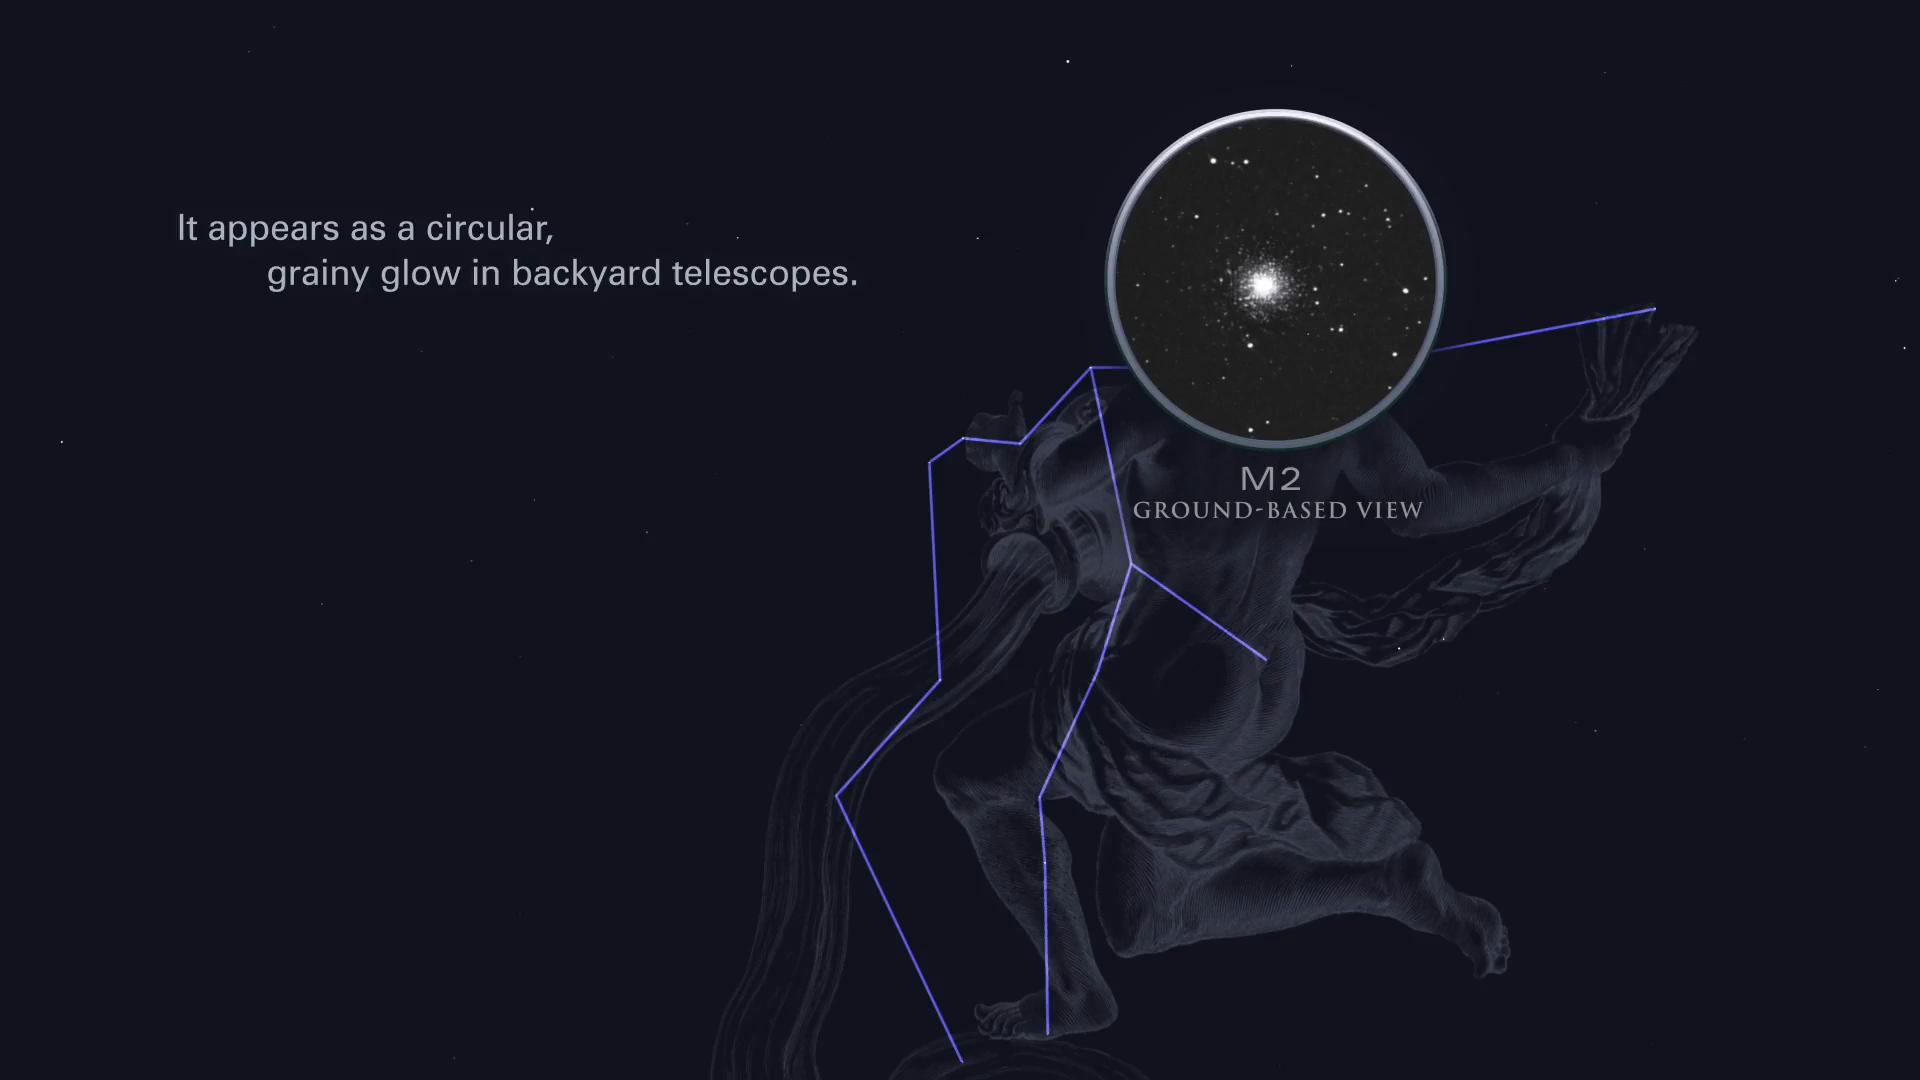 It appears as a circular,
grainy glow in backyard telescopes.
M2
GROUND-BASED VIEW